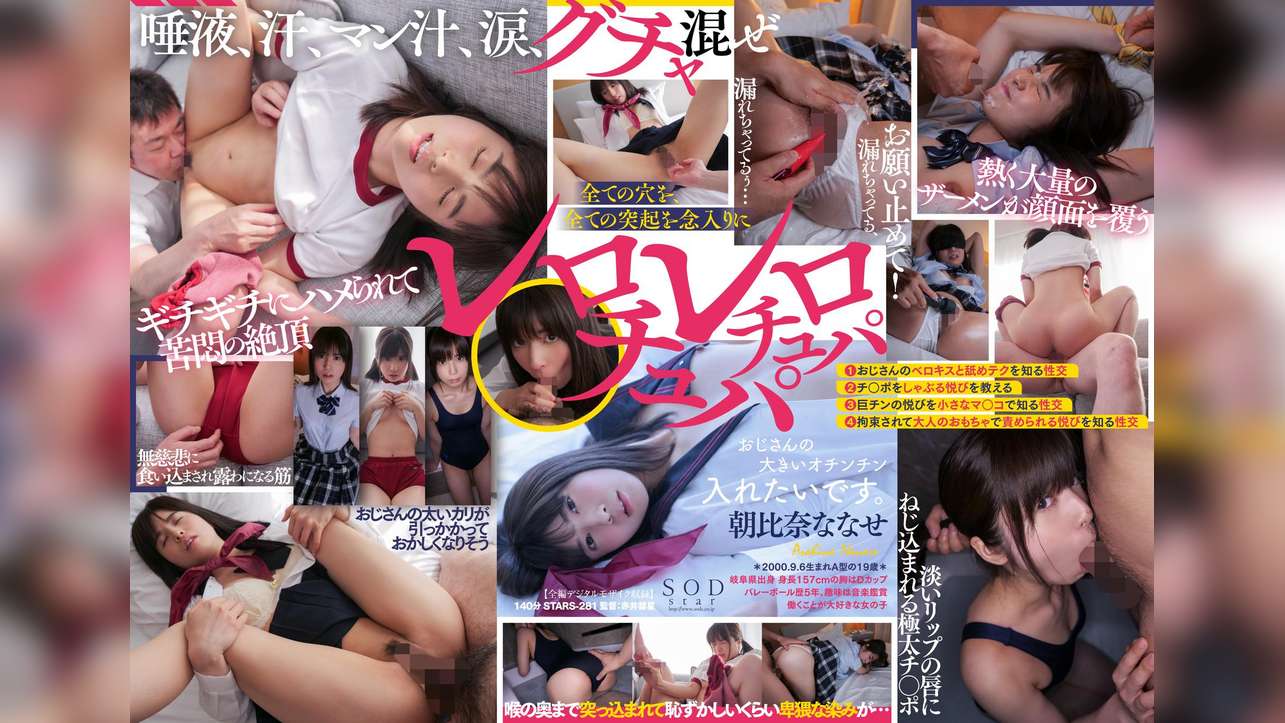 唾液、汗、マン汁、涙、グチャ混ぜ
漏れちゃってるぅ…
お願い止めて!
漏れちゃってる、
熱く大量の
ザーメンが顔面を覆う
全ての穴を、
全ての突起を念入りに
レロレロ
チュパチュパ
ギチギチにハメられて
苦悶の絶頂
❶おじさんのベロキスと舐めテクを知る性交
❷チ〇ポをしゃぶる悦びを教える
❸巨チンの悦びを小さなマ〇コで知る性交
❹拘束されて大人のおもちゃで責められる悦びを知る性交
無慈悲に
食い込まされ露わになる筋
おじさんの
大きいオチンチン
入れたいです。
朝比奈ななせ
Asahina Nanase
＊2000.9.6生まれA型の19歳＊
岐阜県出身 身長157cmの胸はDカップ
バレーボール歴5年、趣味は音楽鑑賞
働くことが大好きな女の子
おじさんの太いカリが
引っかかって
おかしくなりそう
【全編デジタルモザイク収録】
140分 STARS-281 監督:赤井彗星
SOD
star
http://www.sod.co.jp
淡いリップの唇に
ねじ込まれる極太チ〇ポ
喉の奥まで突っ込まれて恥ずかしいくらい卑猥な染みが…